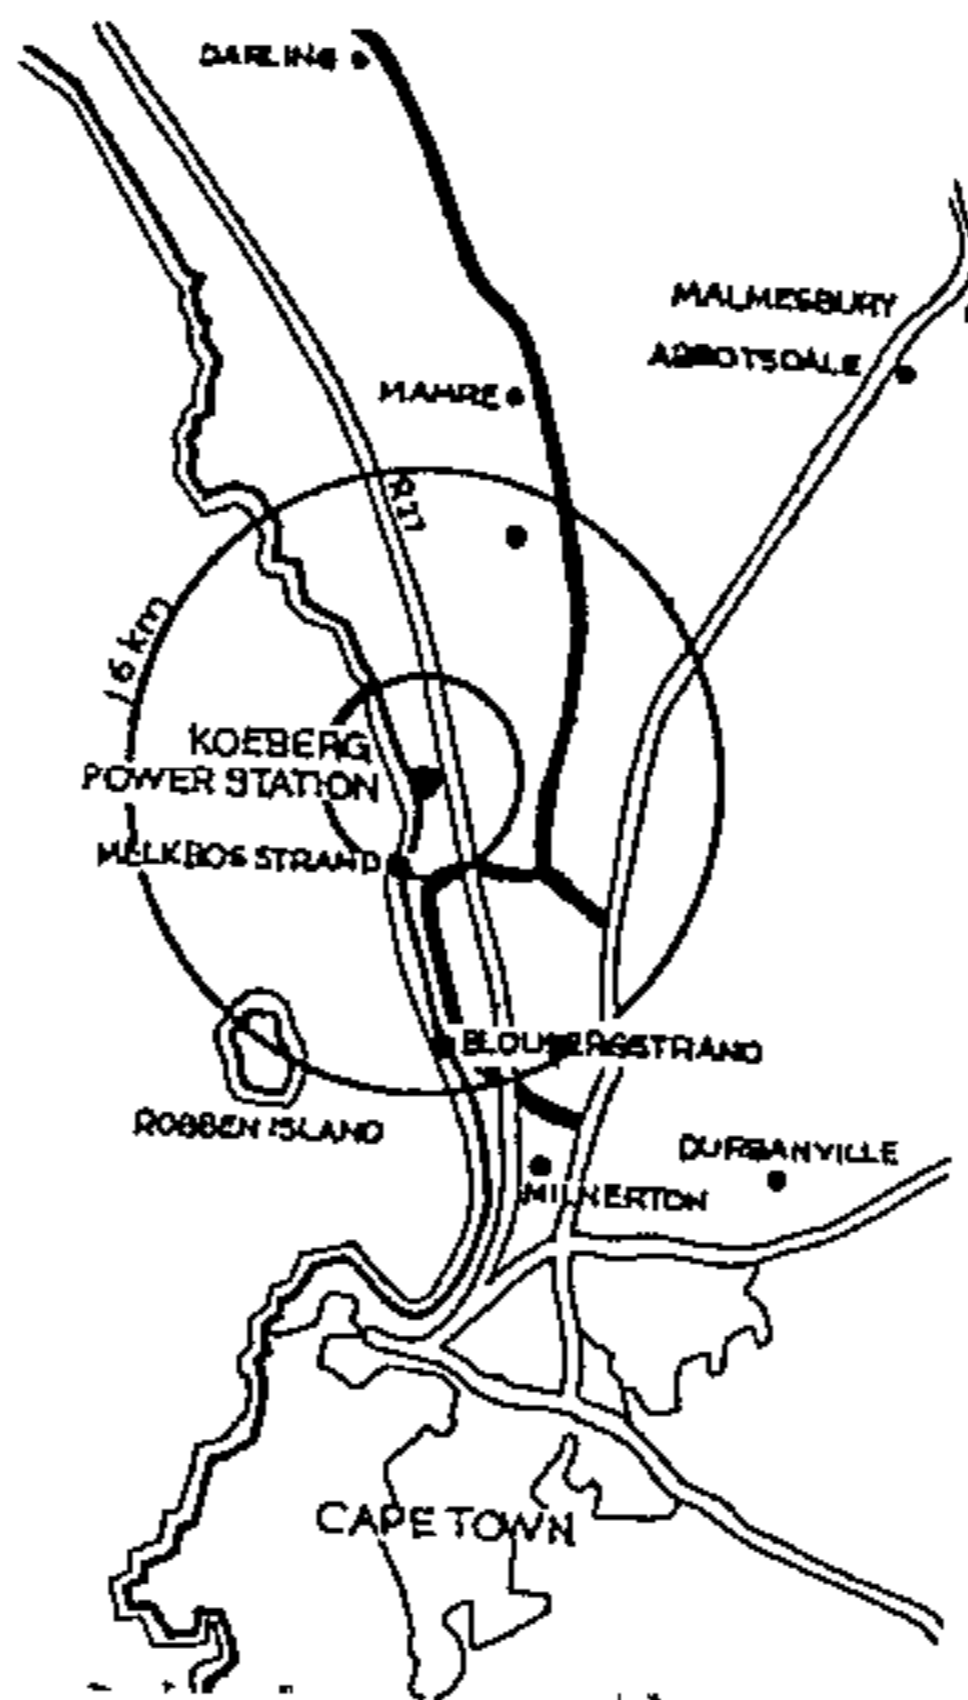 DARLING
MALMESBURY
ABBOTSDALE
MAMRE
R27
16 km
KOEBERG
POWER STATION
MELKBOS STRAND
BLOUBERGSTRAND
ROBBEN ISLAND
DURBANVILLE
MILNERTON
CAPE TOWN